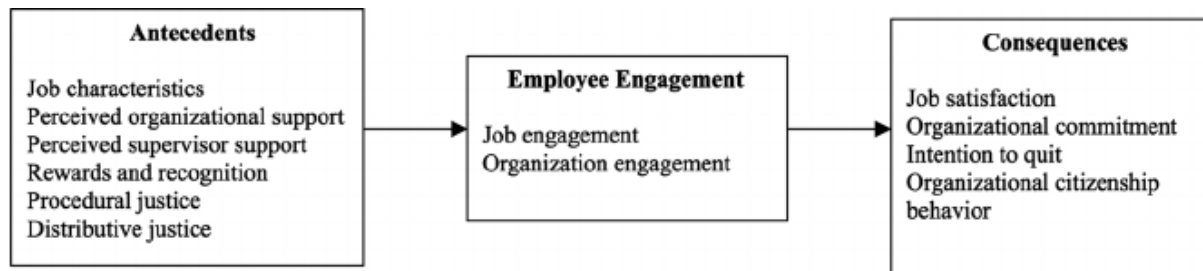 Antecedents
Job characteristics
Perceived organizational support
Perceived supervisor support
Rewards and recognition
Procedural justice
Distributive justice
Employee Engagement
Job engagement
Organization engagement
Consequences
Job satisfaction
Organizational commitment
Intention to quit
Organizational citizenship
behavior